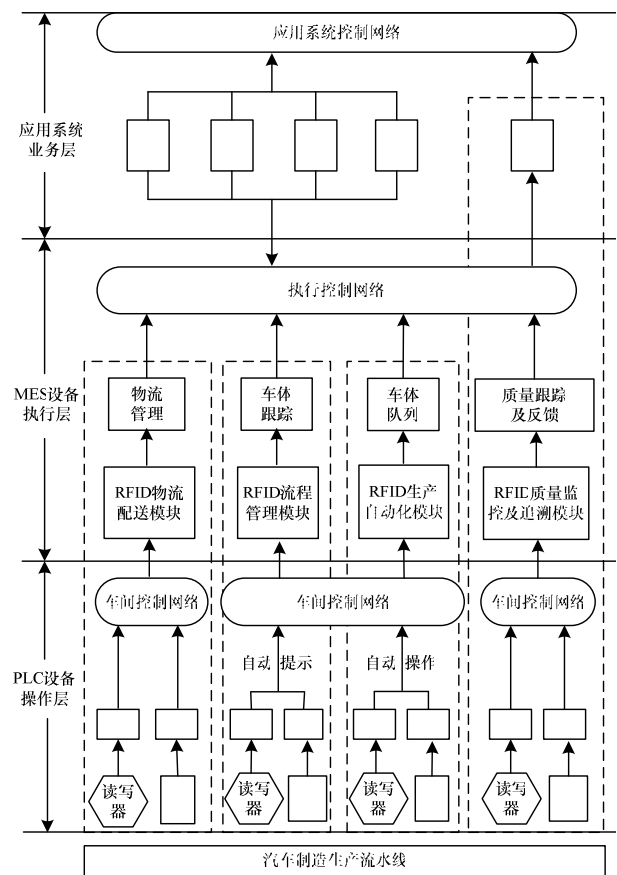 应用系统控制网络
应用系统
业务层
执行控制网络
MES设备
执行层
物流
管理
车体
跟踪
车体
队列
质量跟踪
及反馈
RFID物流
配送模块
RFID流程
管理模块
RFID生产
自动化模块
RFID质量监
控及追溯模块
车间控制网络
车间控制网络
车间控制网络
PLC设备
操作层
自动 提示
自动 操作
读写
器
读写
器
读写
器
读写
器
汽车制造生产流水线